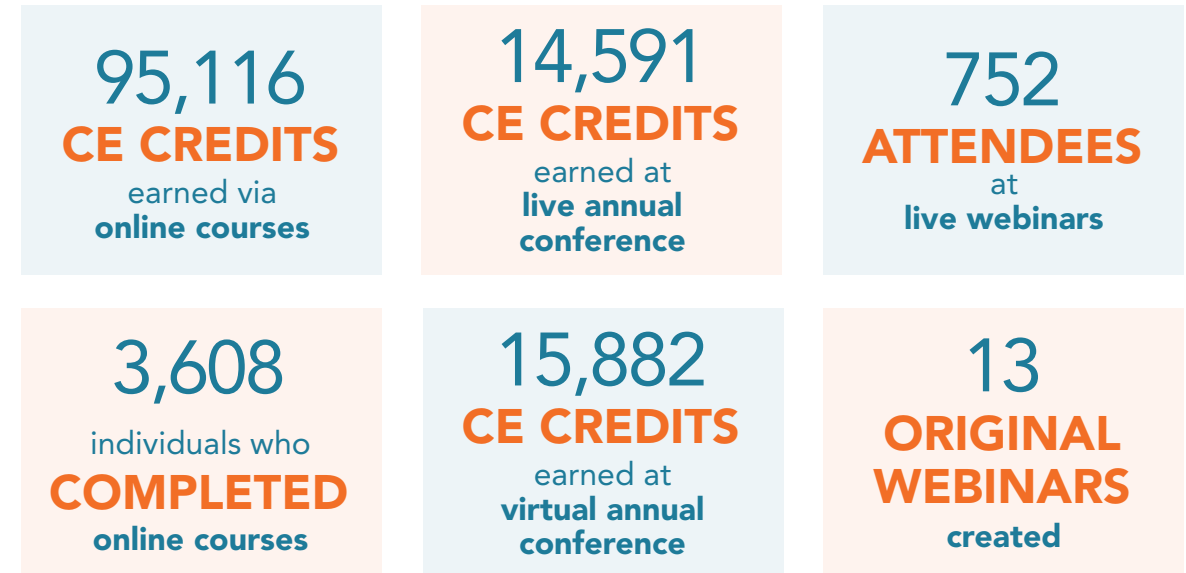 95,116
CE CREDITS
earned via
online courses
14,591
CE CREDITS
earned at
live annual
conference
752
ATTENDEES
at
live webinars
3,608
individuals who
COMPLETED
online courses
15,882
CE CREDITS
earned at
virtual annual
conference
13
ORIGINAL
WEBINARS
created